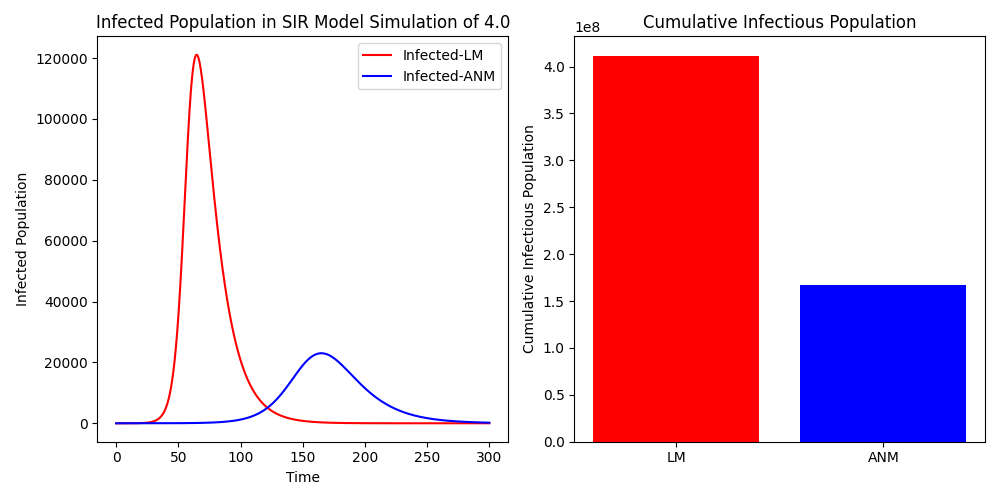 Infected Population in SIR Model Simulation of 4.0
Infected Population
120000
100000
80000
60000
40000
20000
0
Infected-LM
Infected-ANM
0 50 100 150 200 250 300
Time
Cumulative Infectious Population
1e8
Cumulative Infectious Population
4.0
3.5
3.0
2.5
2.0
1.5
1.0
0.5
0.0
LM ANM